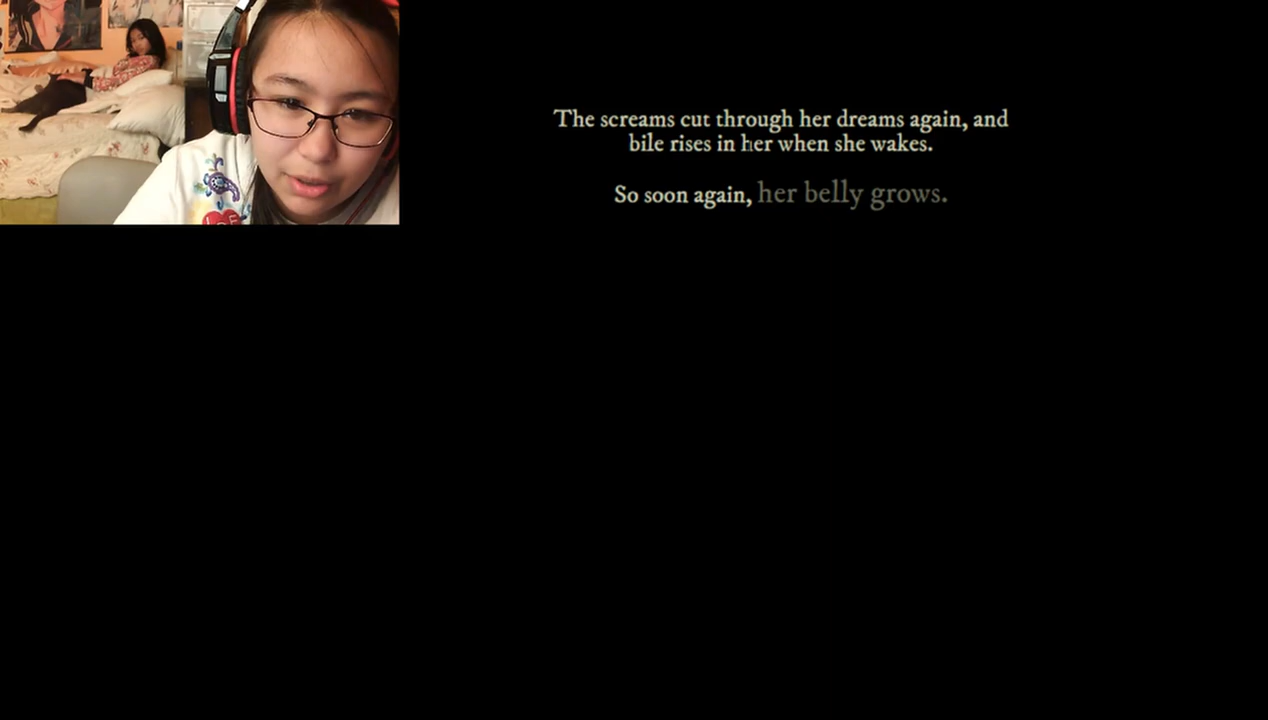 The screams cut through her dreams again, and
bile rises in her when she wakes.
So soon again, her belly grows.